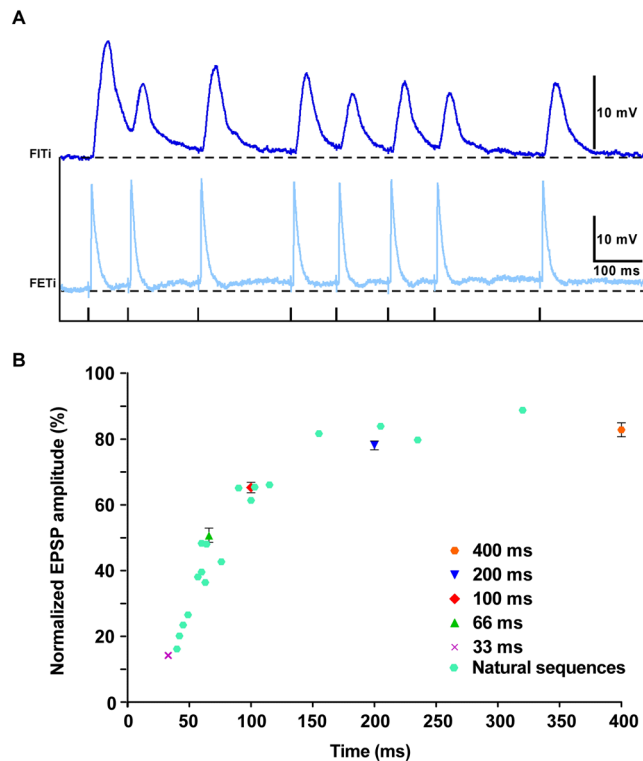 A
10 mV
FlTi
10 mV
FETi
100 ms
B
Normalized EPSP amplitude (%)
100
80
60
40
20
0
400 ms
200 ms
100 ms
66 ms
33 ms
Natural sequences
0 50 100 150 200 250 300 350 400
Time (ms)